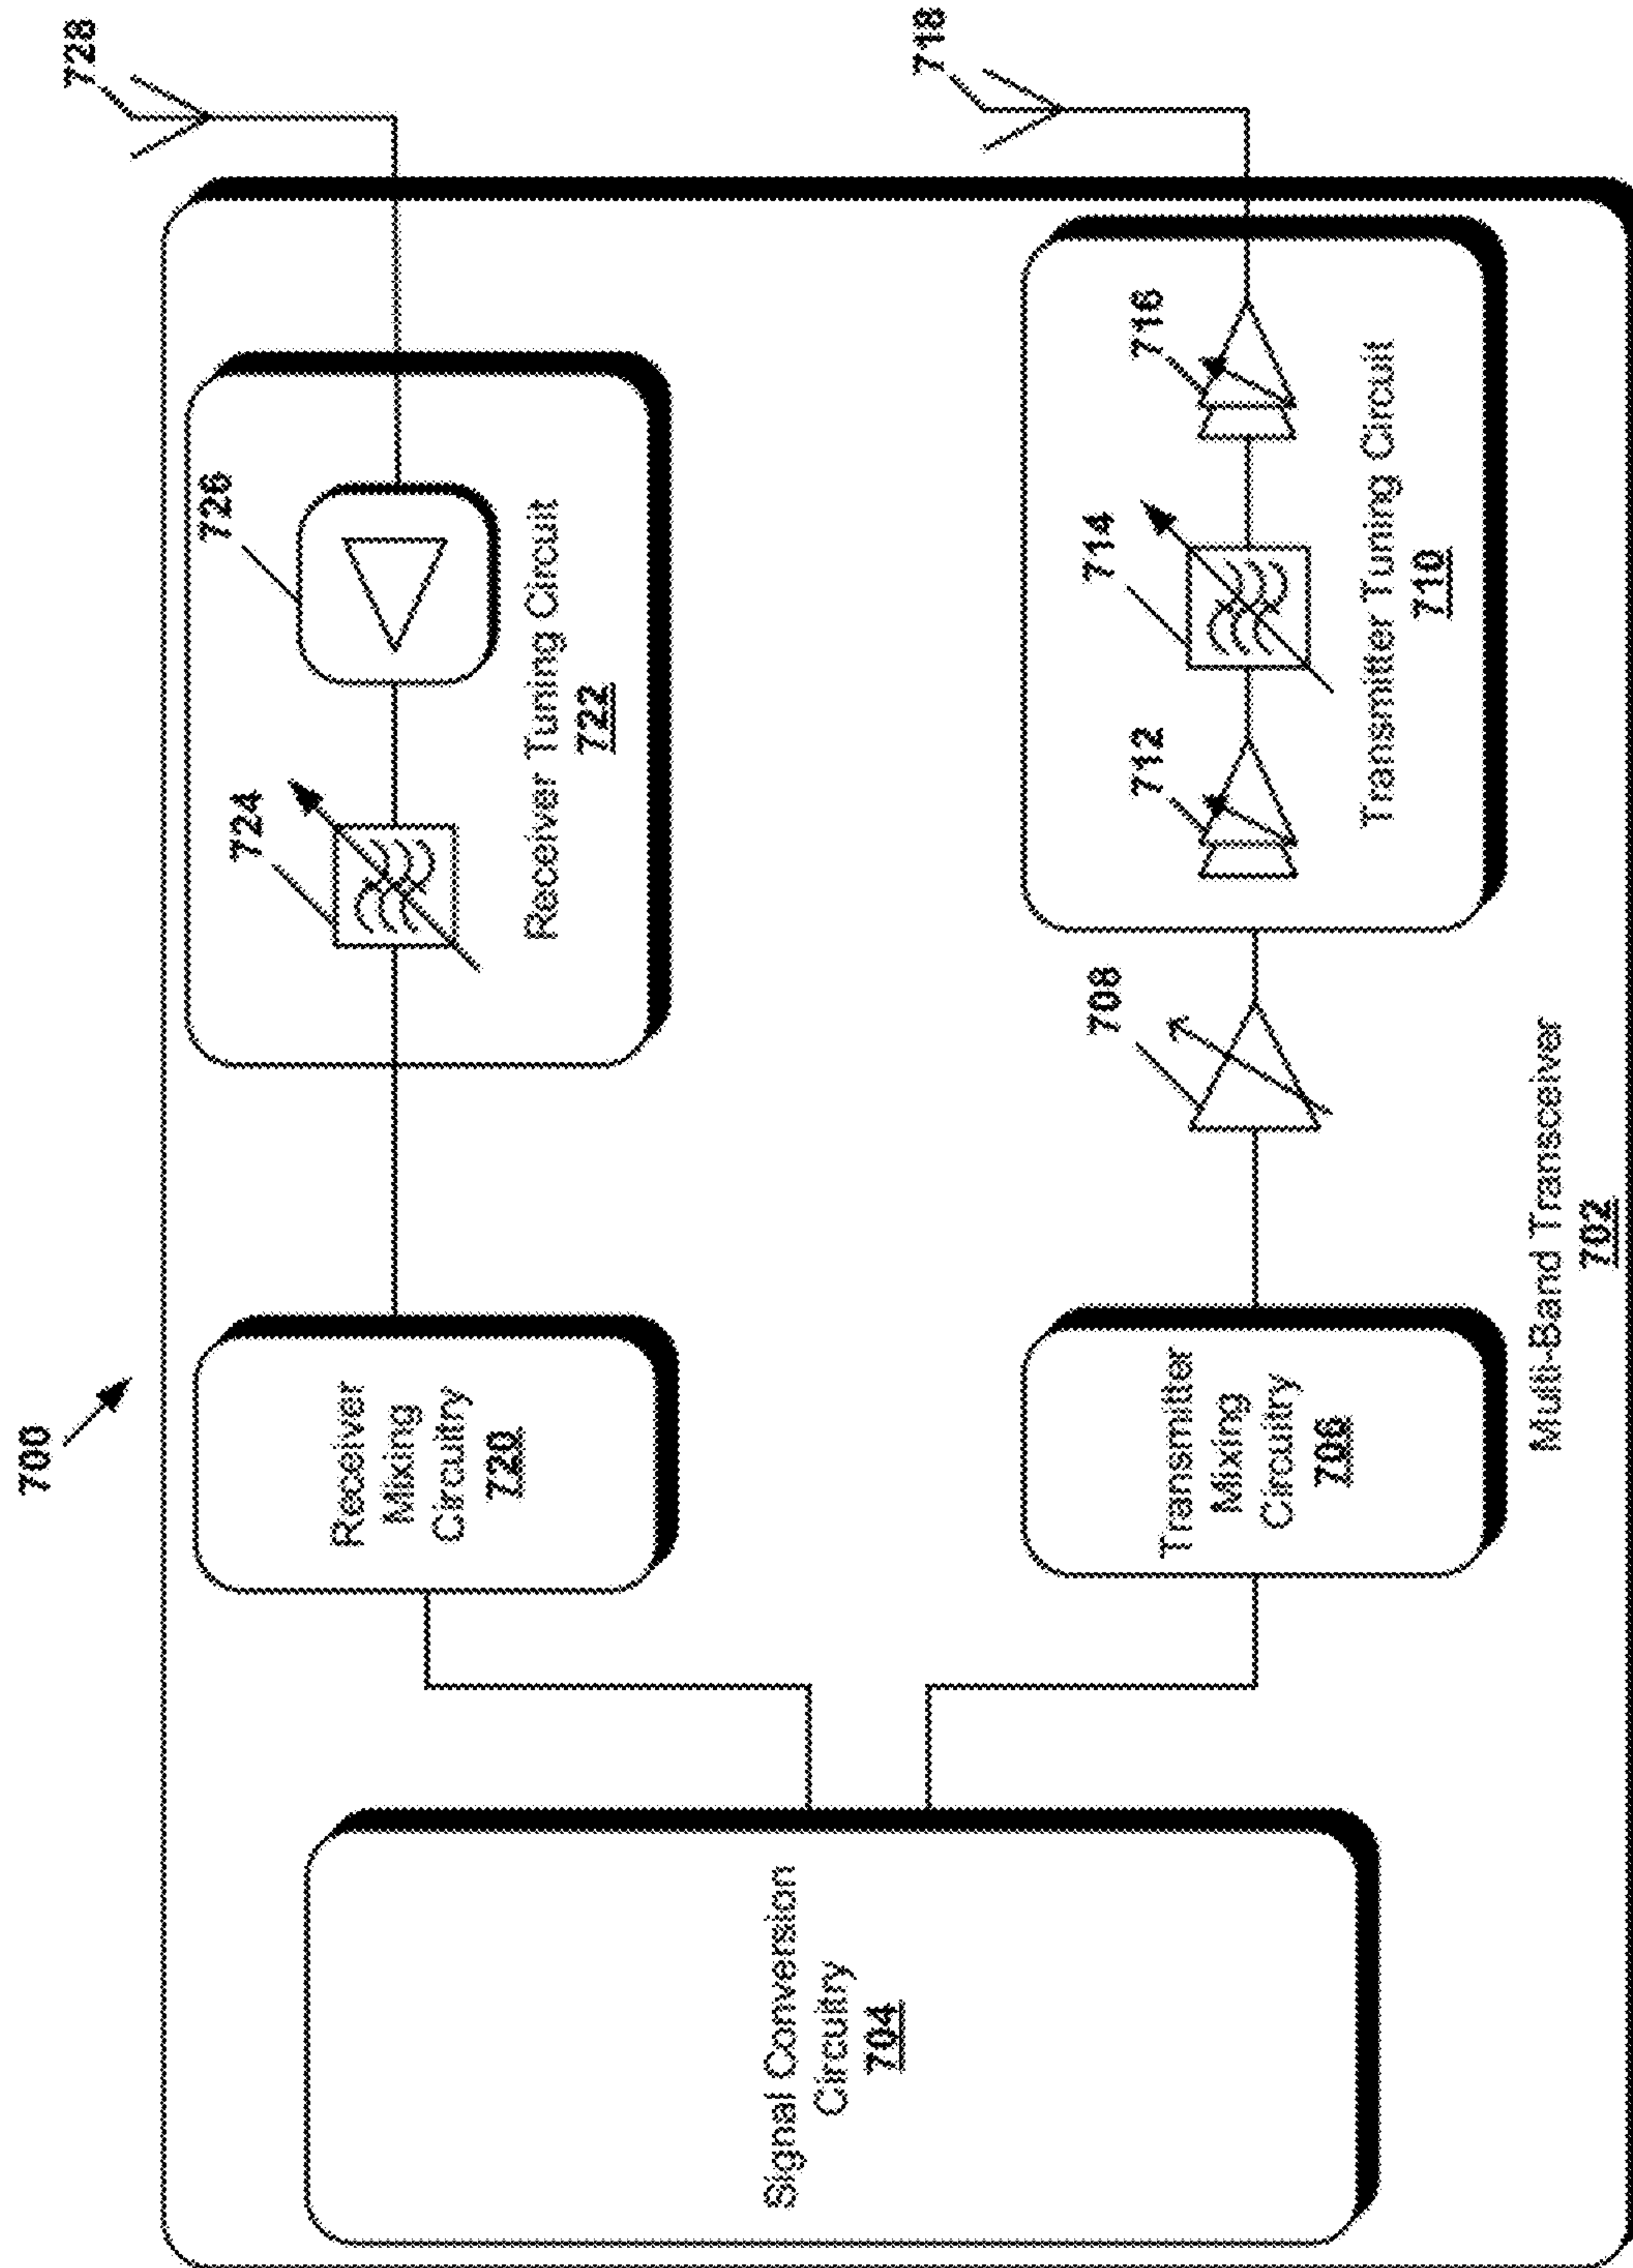 700
728
726
724
Receiver
Mixing
Circuitry
720
Receiver Tuning Circuit
722
Signal Conversion
Circuitry
704
718
716
714
712
708
Transmitter
Mixing
Circuitry
706
Transmitter Tuning Circuit
710
Multi-Band Transceiver
702